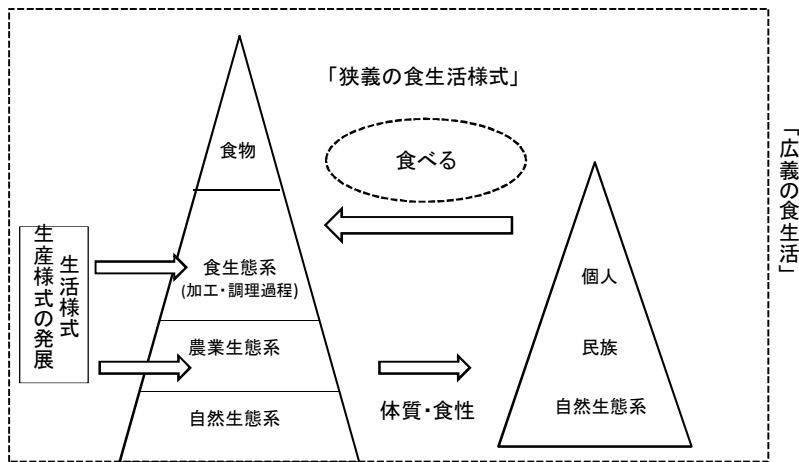 「狭義の食生活様式」
食べる
食物
食生態系
(加工・調理過程)
農業生態系
自然生態系
生活様式
生産様式の発展
体質・食性
個人
民族
自然生態系
「広義の食生活」